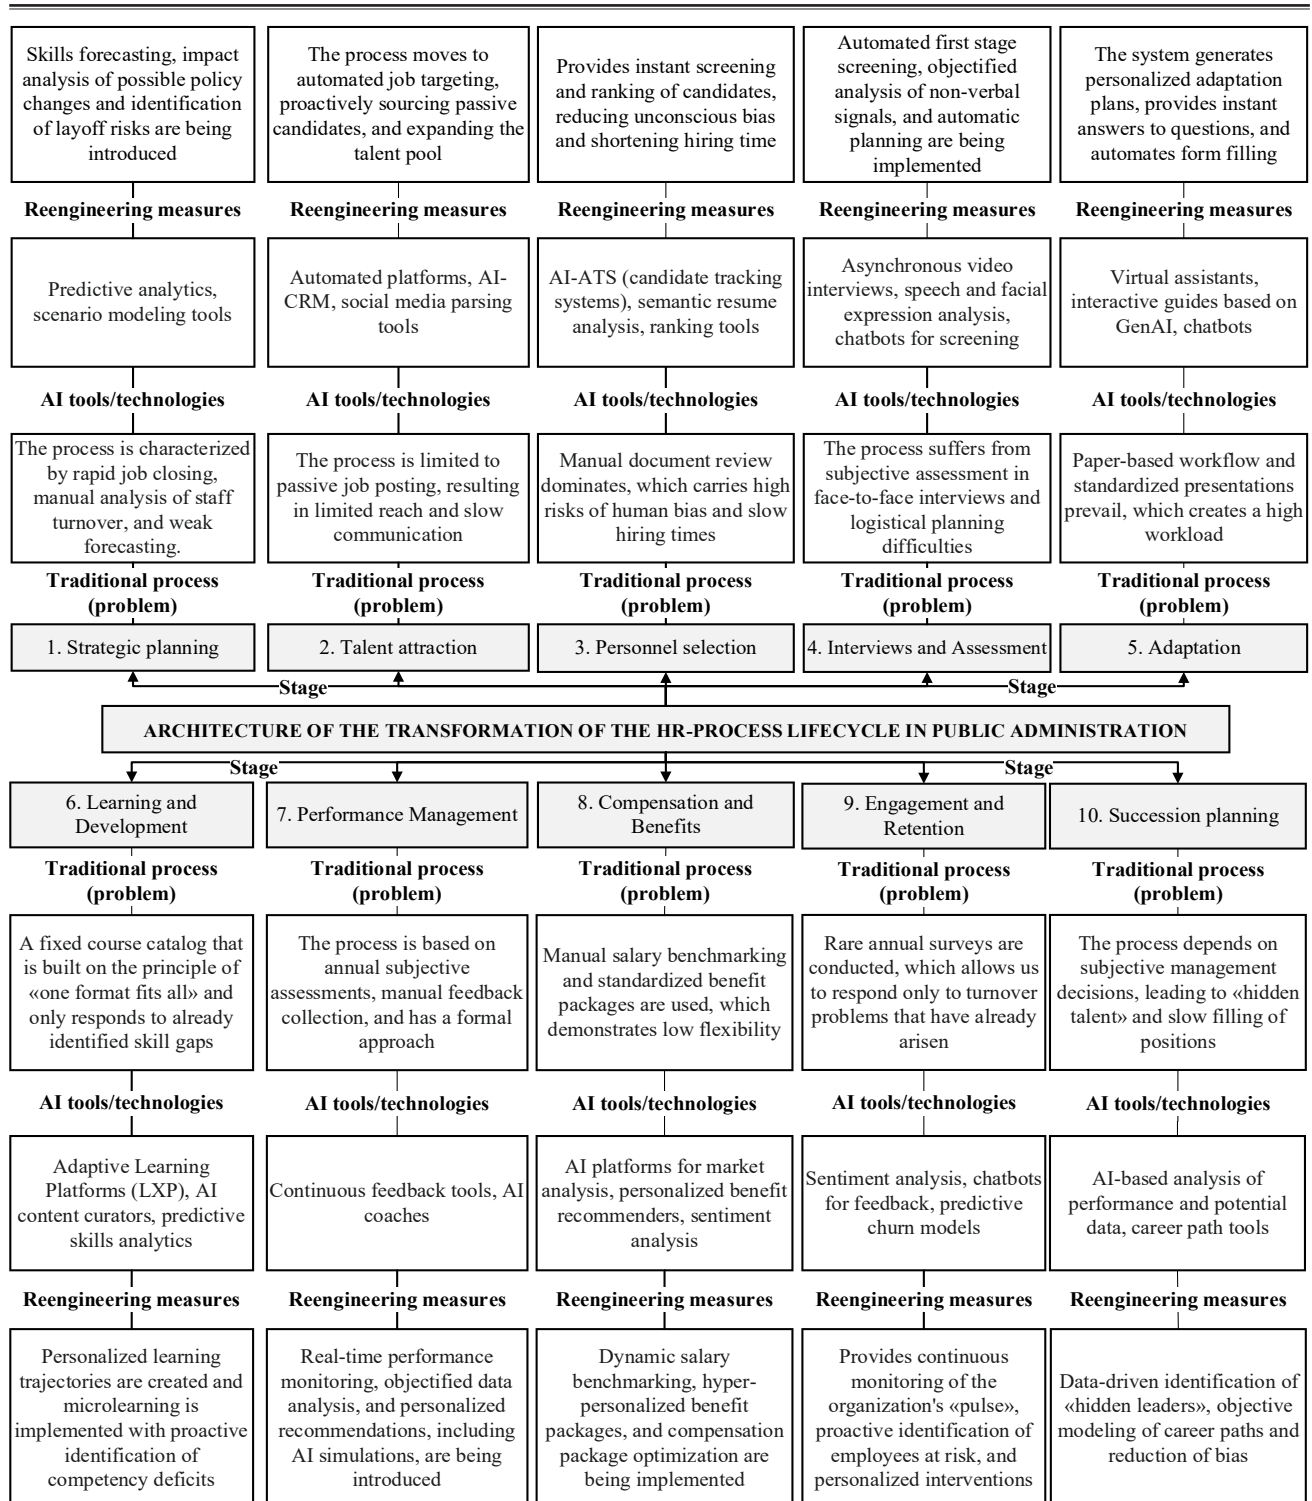 Skills forecasting, impact
analysis of possible policy
changes and identification
of layoff risks are being
introduced
The process moves to
automated job targeting,
proactively sourcing passive
candidates, and expanding the
talent pool
Provides instant screening
and ranking of candidates,
reducing unconscious bias
and shortening hiring time
Automated first stage
screening, objectified
analysis of non-verbal
signals, and automatic
planning are being
implemented
The system generates
personalized adaptation
plans, provides instant
answers to questions, and
automates form filling
Reengineering measures
Reengineering measures
Reengineering measures
Reengineering measures
Reengineering measures
Predictive analytics,
scenario modeling tools
Automated platforms, AI-
CRM, social media parsing
tools
AI-ATS (candidate tracking
systems), semantic resume
analysis, ranking tools
Asynchronous video
interviews, speech and facial
expression analysis,
chatbots for screening
Virtual assistants,
interactive guides based on
GenAI, chatbots
AI tools/technologies
AI tools/technologies
AI tools/technologies
AI tools/technologies
AI tools/technologies
The process is characterized
by rapid job closing,
manual analysis of staff
turnover, and weak
forecasting.
The process is limited to
passive job posting, resulting
in limited reach and slow
communication
Manual document review
dominates, which carries high
risks of human bias and slow
hiring times
The process suffers from
subjective assessment in
face-to-face interviews and
logistical planning
difficulties
Paper-based workflow and
standardized presentations
prevail, which creates a high
workload
Traditional process
(problem)
Traditional process
(problem)
Traditional process
(problem)
Traditional process
(problem)
Traditional process
(problem)
1. Strategic planning
2. Talent attraction
3. Personnel selection
4. Interviews and Assessment
5. Adaptation
Stage
Stage
ARCHITECTURE OF THE TRANSFORMATION OF THE HR-PROCESS LIFECYCLE IN PUBLIC ADMINISTRATION
Stage
Stage
6. Learning and
Development
7. Performance Management
8. Compensation and
Benefits
9. Engagement and
Retention
10. Succession planning
Traditional process
(problem)
Traditional process
(problem)
Traditional process
(problem)
Traditional process
(problem)
Traditional process
(problem)
A fixed course catalog that
is built on the principle of
«one format fits all» and
only responds to already
identified skill gaps
The process is based on
annual subjective
assessments, manual feedback
collection, and has a formal
approach
Manual salary benchmarking
and standardized benefit
packages are used, which
demonstrates low flexibility
Rare annual surveys are
conducted, which allows us
to respond only to turnover
problems that have already
arisen
The process depends on
subjective management
decisions, leading to «hidden
talent» and slow filling of
positions
AI tools/technologies
AI tools/technologies
AI tools/technologies
AI tools/technologies
AI tools/technologies
Adaptive Learning
Platforms (LXP), AI
content curators, predictive
skills analytics
Continuous feedback tools, AI
coaches
AI platforms for market
analysis, personalized benefit
recommenders, sentiment
analysis
Sentiment analysis, chatbots
for feedback, predictive
churn models
AI-based analysis of
performance and potential
data, career path tools
Reengineering measures
Reengineering measures
Reengineering measures
Reengineering measures
Reengineering measures
Personalized learning
trajectories are created and
microlearning is
implemented with proactive
identification of
competency deficits
Real-time performance
monitoring, objectified data
analysis, and personalized
recommendations, including
AI simulations, are being
introduced
Dynamic salary
benchmarking, hyper-
personalized benefit
packages, and compensation
package optimization are
being implemented
Provides continuous
monitoring of the
organization's «pulse»,
proactive identification of
employees at risk, and
personalized interventions
Data-driven identification of
«hidden leaders», objective
modeling of career paths and
reduction of bias